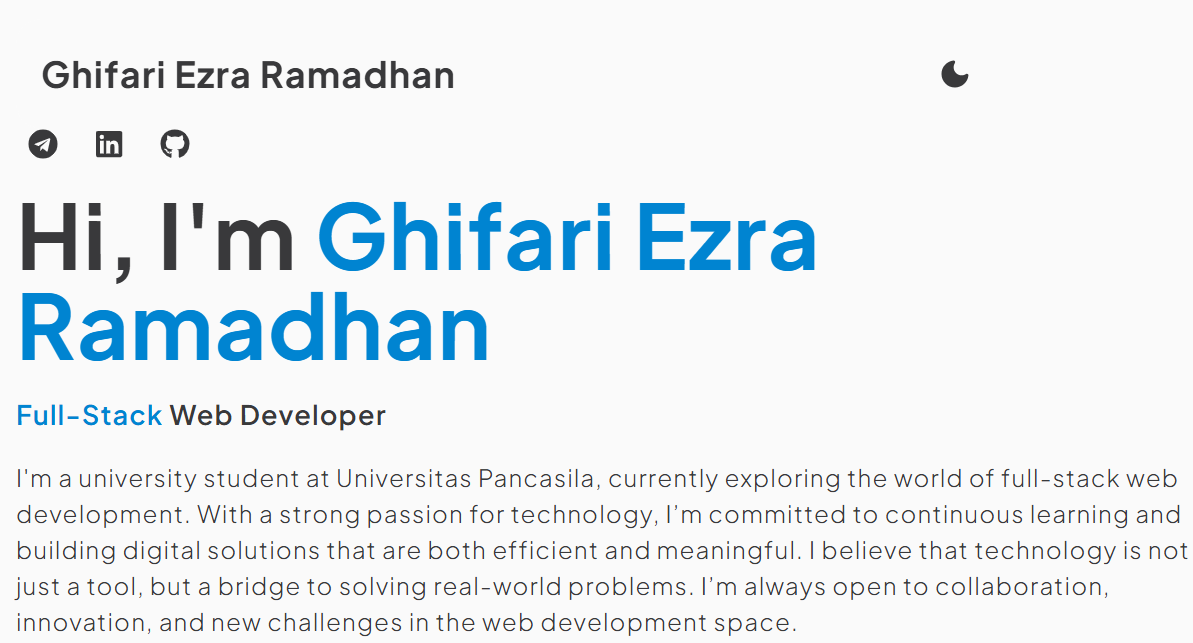 Ghifari Ezra Ramadhan
in
Hi, I'm Ghifari Ezra
Ramadhan
Full-Stack Web Developer
I'm a university student at Universitas Pancasila, currently exploring the world of full-stack web
development. With a strong passion for technology, I’m committed to continuous learning and
building digital solutions that are both efficient and meaningful. I believe that technology is not
just a tool, but a bridge to solving real-world problems. I’m always open to collaboration,
innovation, and new challenges in the web development space.